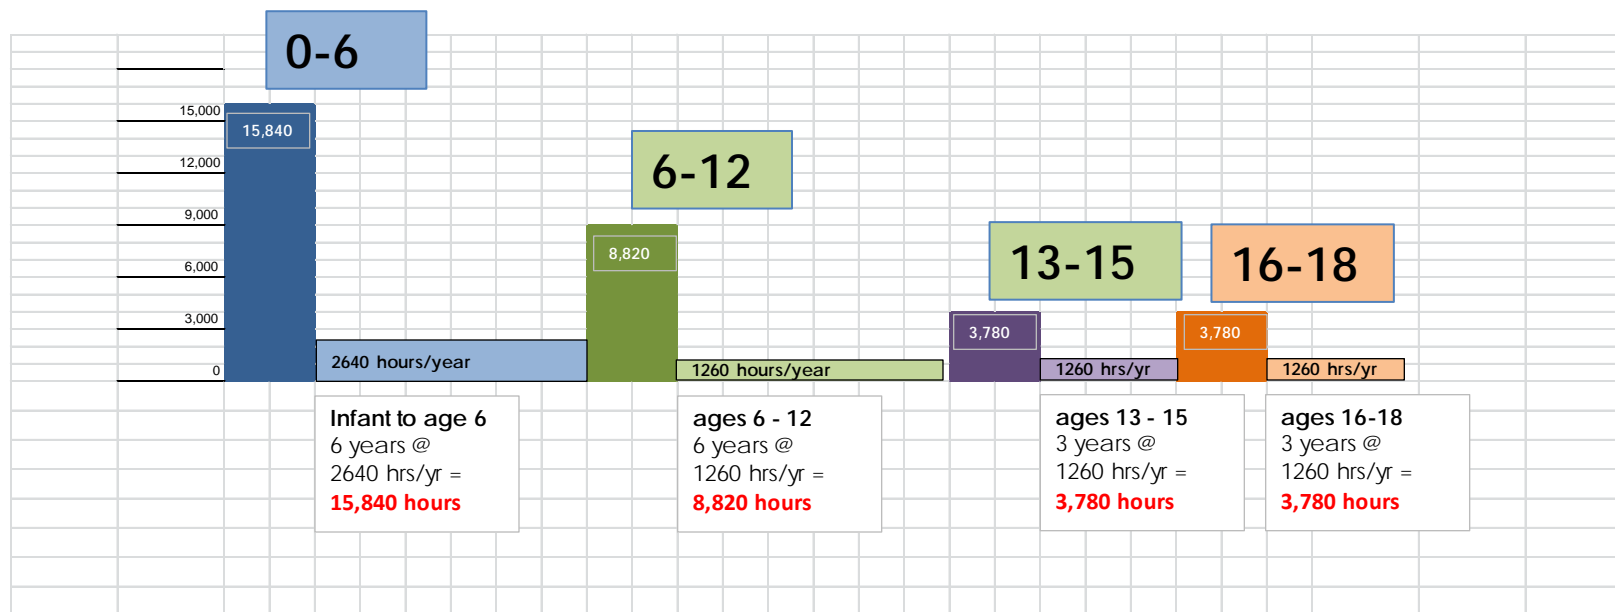 0-6
15,000
15,840
12,000
6-12
9,000
8,820
6,000
13-15
16-18
3,000
3,780
3,780
0
2640 hours/year
1260 hours/year
1260 hrs/yr
1260 hrs/yr
Infant to age 6
6 years @
2640 hrs/yr =
15,840 hours
ages 6 - 12
6 years @
1260 hrs/yr =
8,820 hours
ages 13 - 15
3 years @
1260 hrs/yr =
3,780 hours
ages 16-18
3 years @
1260 hrs/yr =
3,780 hours